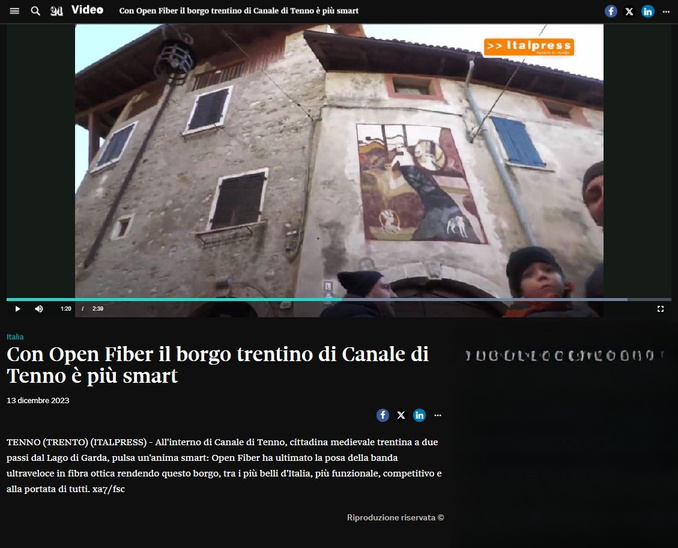 Video
Con Open Fiber il borgo trentino di Canale di Tenno è più smart
>> Italpress
1:20 / 2:39
Italia
Con Open Fiber il borgo trentino di Canale di
Tenno è più smart
13 dicembre 2023
TENNO (TRENTO) (ITALPRESS) - All'interno di Canale di Tenno, cittadina medievale trentina a due
passi dal Lago di Garda, pulsa un'anima smart: Open Fiber ha ultimato la posa della banda
ultraveloce in fibra ottica rendendo questo borgo, tra i più belli d'Italia, più funzionale, competitivo e
alla portata di tutti. xa7/fsc
Riproduzione riservata ©